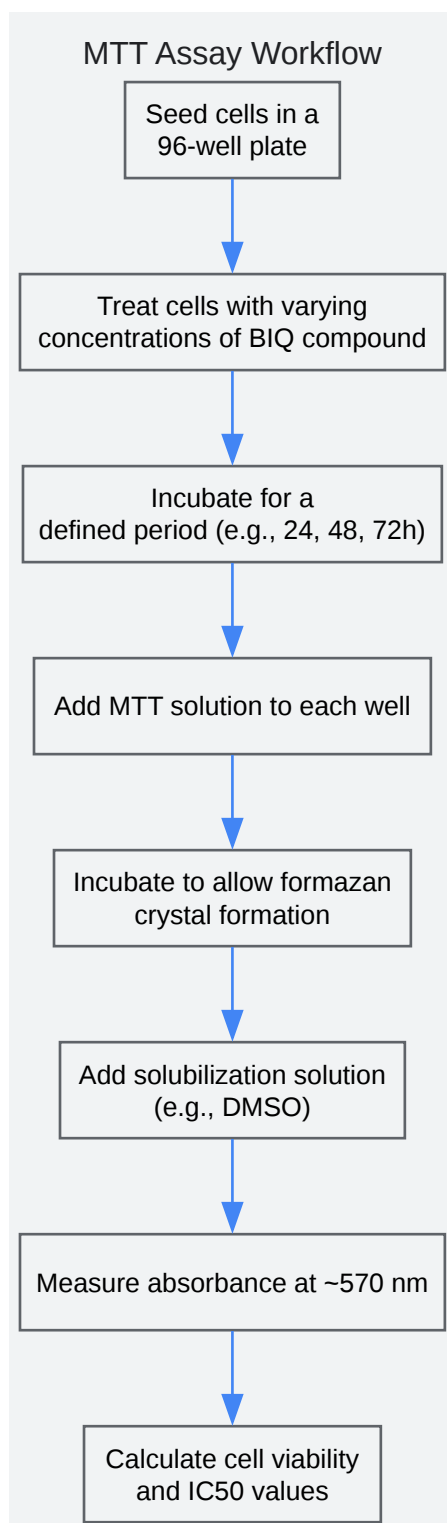 MTT Assay Workflow
Seed cells in a
96-well plate
Treat cells with varying
concentrations of BIQ compound
Incubate for a
defined period (e.g., 24, 48, 72h)
Add MTT solution to each well
Incubate to allow formazan
crystal formation
Add solubilization solution
(e.g., DMSO)
Measure absorbance at ~570 nm
Calculate cell viability
and IC50 values